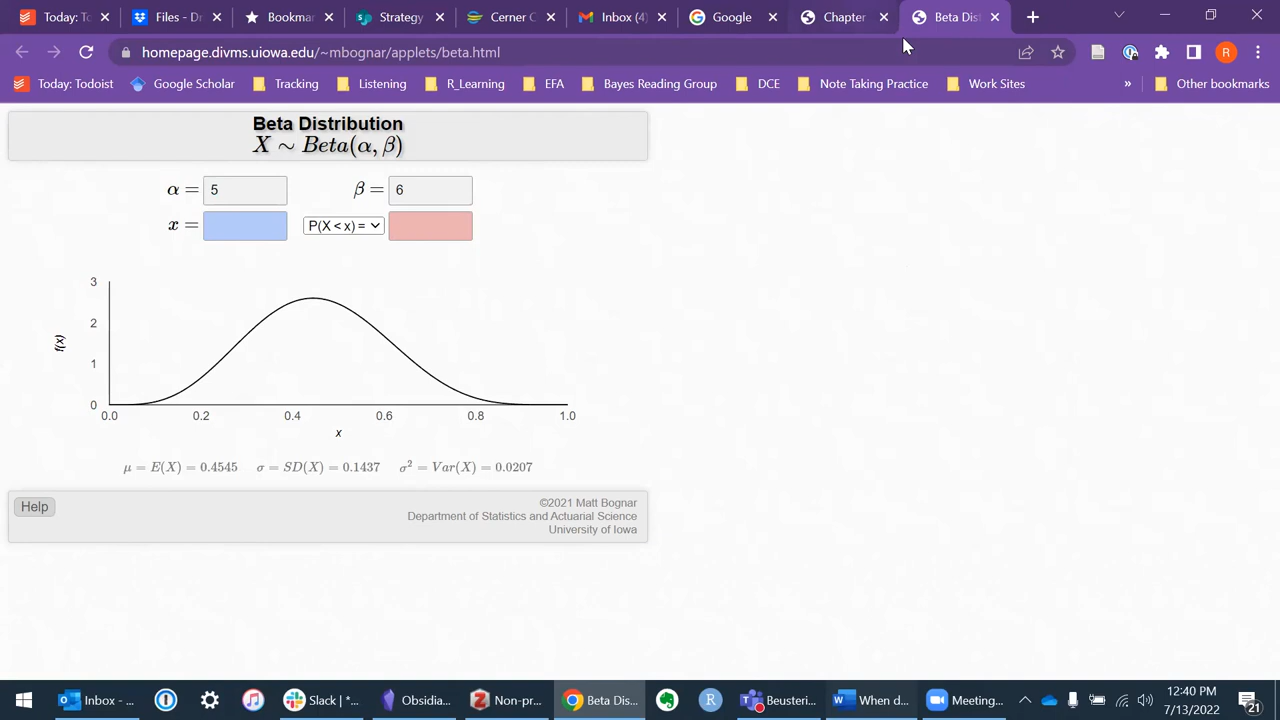 Today: To
Files - Dr
Bookmar
Strategy
Cerner C
Inbox (4)
Google
Chapter
Beta Dis
homepage.divms.uiowa.edu/~mbognar/applets/beta.html
R
Today: Todoist
Google Scholar
Tracking
Listening
R_Learning
EFA
Bayes Reading Group
DCE
Note Taking Practice
Work Sites
»
Other bookmarks
Beta Distribution
X ∼ Beta(α, β)
α = 5
β = 6
x =
P(X < x) =
3
2
1
0
f(x)
0.0 0.2 0.4 0.6 0.8 1.0
x
μ = E(X) = 0.4545 σ = SD(X) = 0.1437 σ² = Var(X) = 0.0207
Help
©2021 Matt Bognar
Department of Statistics and Actuarial Science
University of Iowa
Inbox - ...
Slack | *...
Obsidia...
Non-pr...
Beta Dis...
R
Beusteri...
When d...
Meeting...
12:40 PM
7/13/2022
21